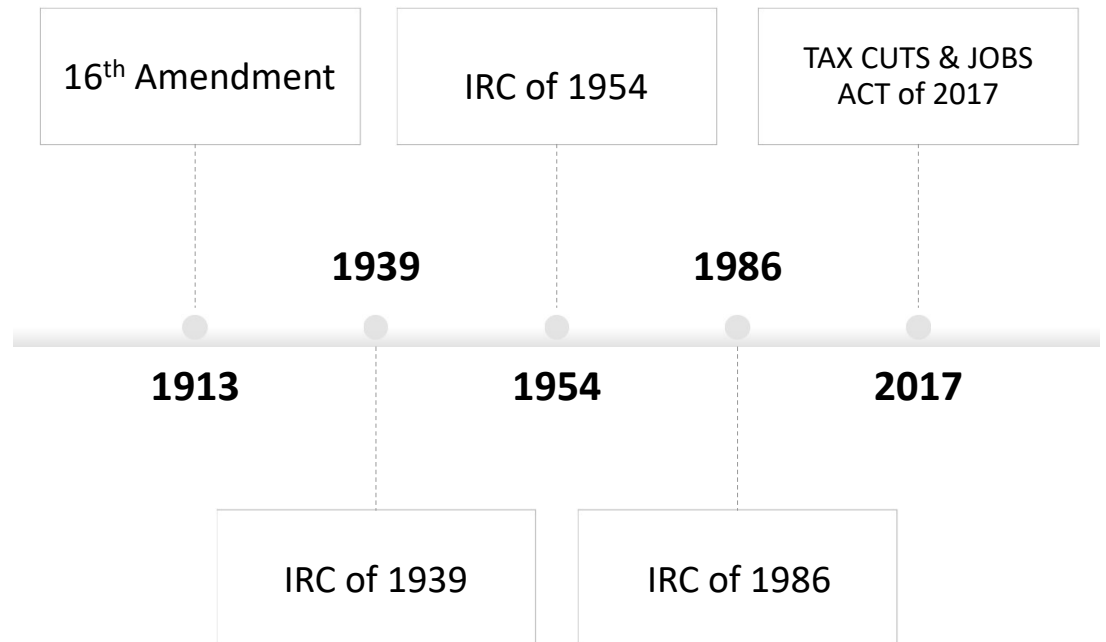 16th Amendment
IRC of 1954
TAX CUTS & JOBS
ACT of 2017
1939
1986
1913
1954
2017
IRC of 1939
IRC of 1986